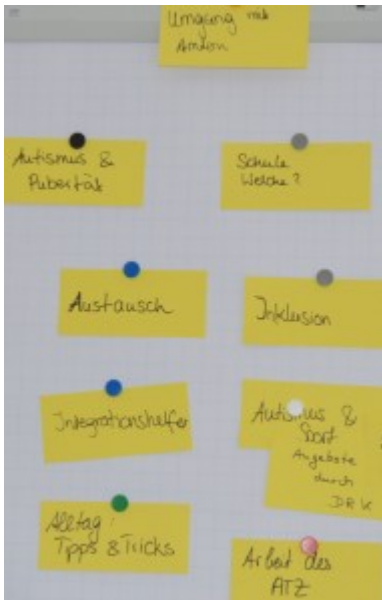 Umgang mit
Autismus &
Pubertät
Schule
Welche?
Austausch
Inklusion
Integrationshelfer
Autismus &
Dorf
Angebote
durch
DRK
Alltag:
Tipps & Tricks
Arbeit des
ATZ